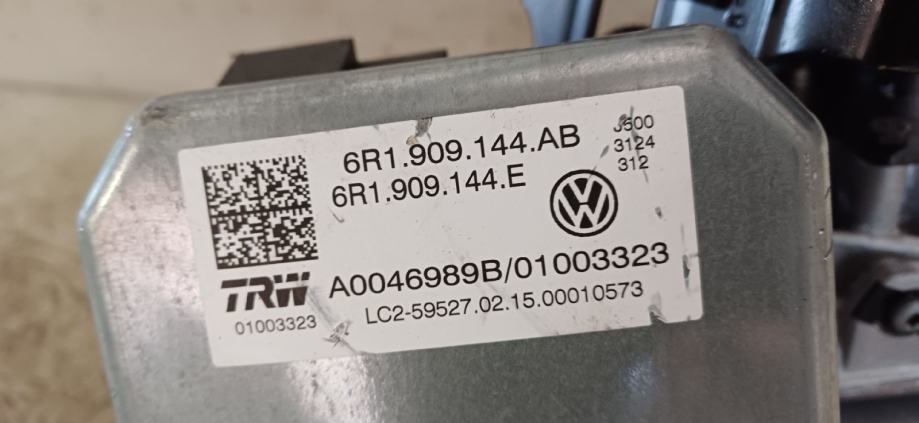 6R1.909.144.AB
6R1.909.144.E
J500
3124
312
TRW
A0046989B/01003323
01003323
LC2-59527.02.15.00010573